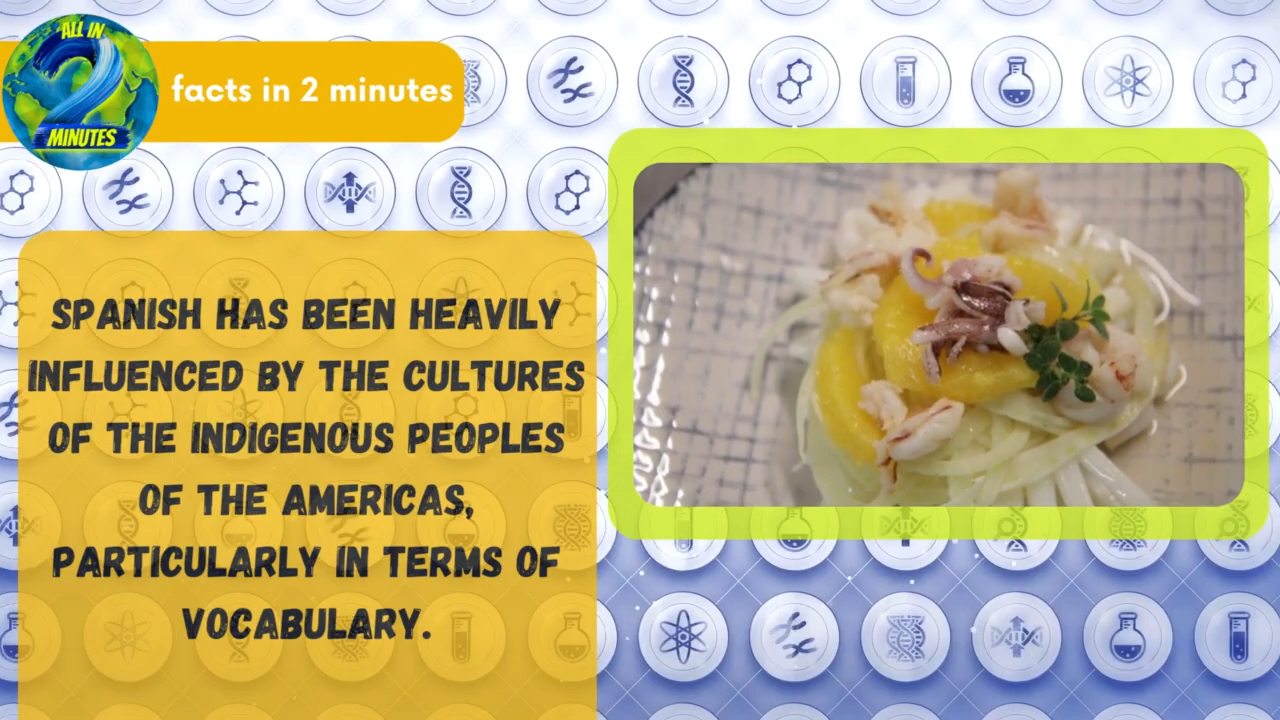 ALL IN
2
MINUTES
facts in 2 minutes
SPANISH HAS BEEN HEAVILY
INFLUENCED BY THE CULTURES
OF THE INDIGENOUS PEOPLES
OF THE AMERICAS,
PARTICULARLY IN TERMS OF
VOCABULARY.